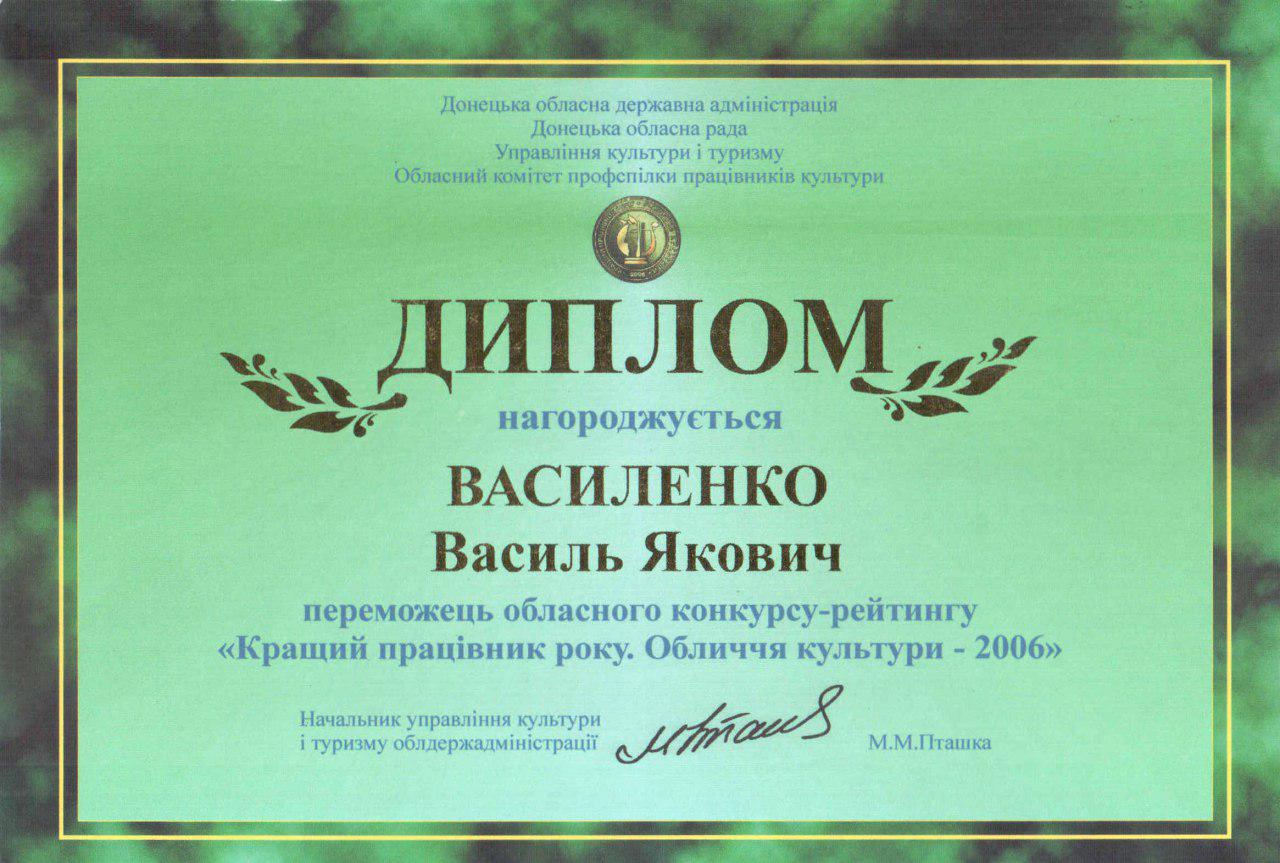 Донецька обласна державна адміністрація
Донецька обласна рада
Управління культури і туризму
Обласний комітет профспілки працівників культури
2006
ДИПЛОМ
нагороджується
ВАСИЛЕНКО
Василь Якович
переможець обласного конкурсу-рейтингу
«Кращий працівник року. Обличчя культури - 2006»
Начальник управління культури
і туризму облдержадміністрації
М.М.Пташка